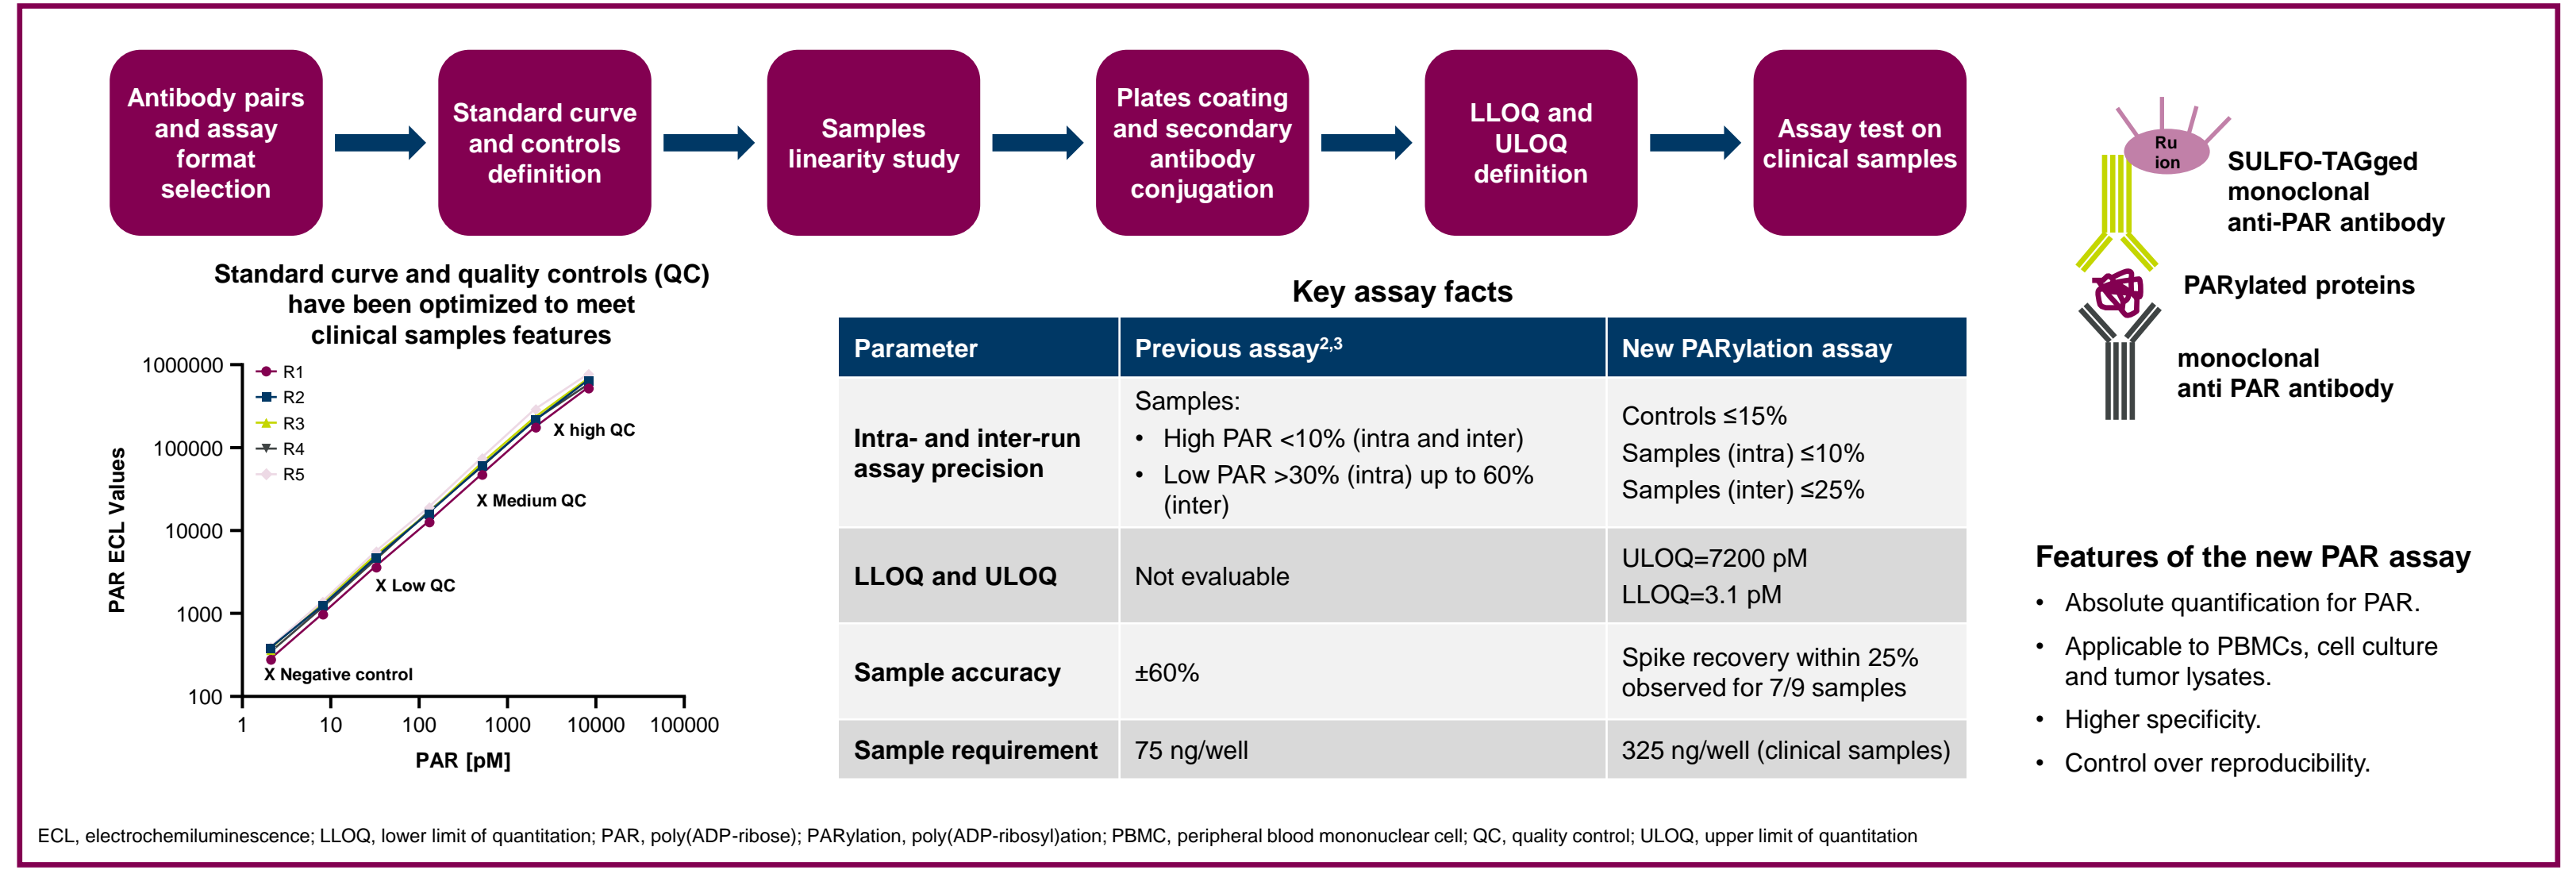 Antibody pairs
and assay
format
selection
Standard curve
and controls
definition
Samples
linearity study
Plates coating
and secondary
antibody
conjugation
LLOQ and
ULOQ
definition
Assay test on
clinical samples
Ru
ion
SULFO-TAGged
monoclonal
anti-PAR antibody
PARylated proteins
monoclonal
anti PAR antibody
Standard curve and quality controls (QC)
have been optimized to meet
clinical samples features
PAR ECL Values
1000000
100000
10000
1000
100
R1
R2
R3
R4
R5
X high QC
X Medium QC
X Low QC
X Negative control
1 10 100 1000 10000 100000
PAR [pM]
Key assay facts
Parameter Previous assay2,3 New PARylation assay
Intra- and inter-run
assay precision
Samples:
• High PAR <10% (intra and inter)
• Low PAR >30% (intra) up to 60%
(inter)
Controls ≤15%
Samples (intra) ≤10%
Samples (inter) ≤25%
LLOQ and ULOQ
Not evaluable
ULOQ=7200 pM
LLOQ=3.1 pM
Sample accuracy
±60%
Spike recovery within 25%
observed for 7/9 samples
Sample requirement
75 ng/well
325 ng/well (clinical samples)
Features of the new PAR assay
• Absolute quantification for PAR.
• Applicable to PBMCs, cell culture
and tumor lysates.
• Higher specificity.
• Control over reproducibility.
ECL, electrochemiluminescence; LLOQ, lower limit of quantitation; PAR, poly(ADP-ribose); PARylation, poly(ADP-ribosyl)ation; PBMC, peripheral blood mononuclear cell; QC, quality control; ULOQ, upper limit of quantitation